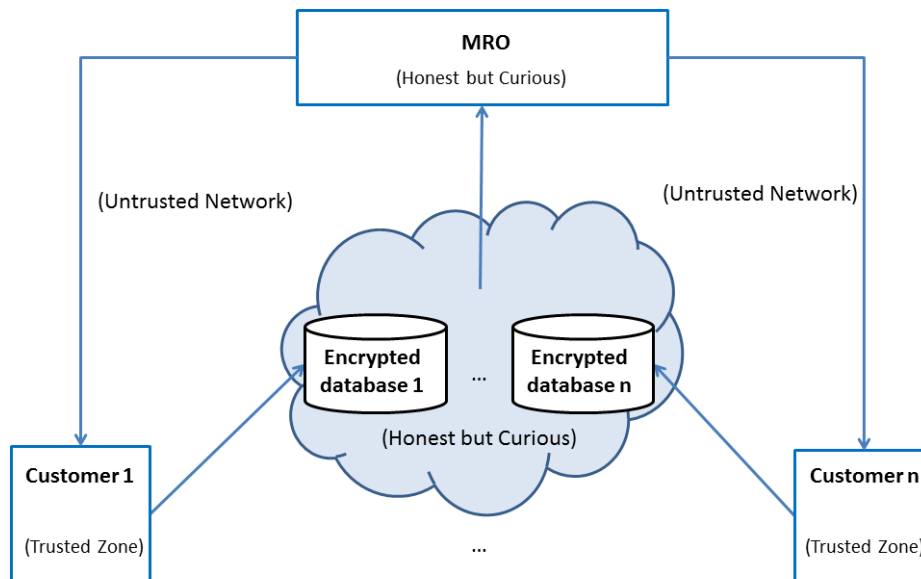 MRO
(Honest but Curious)
(Untrusted Network)
(Untrusted Network)
Encrypted
database 1
...
Encrypted
database n
(Honest but Curious)
Customer 1
(Trusted Zone)
...
Customer n
(Trusted Zone)